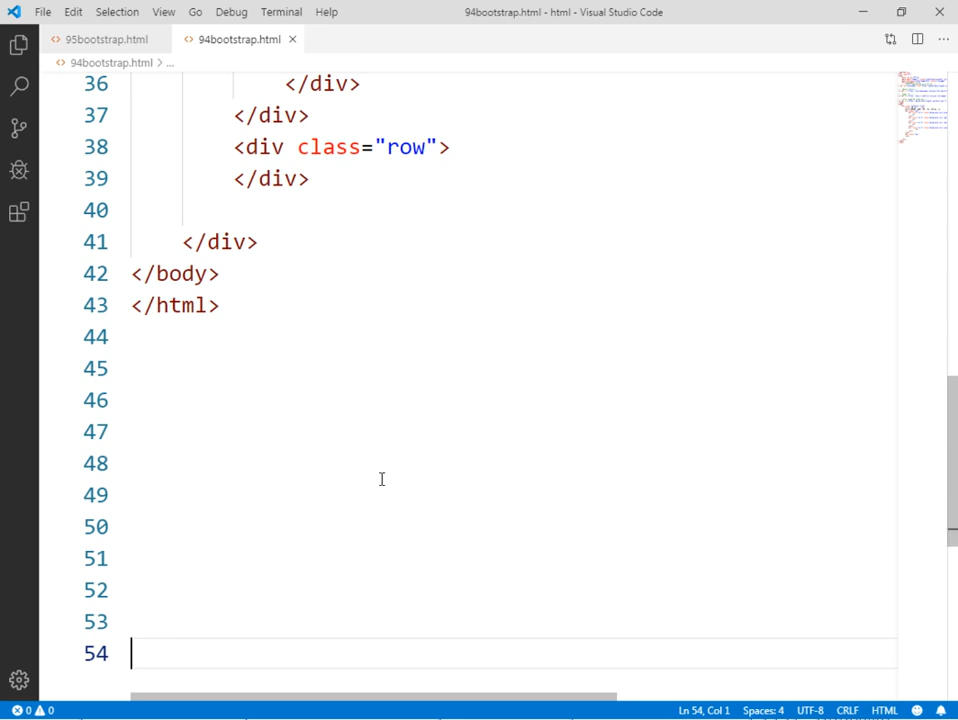 File Edit Selection View Go Debug Terminal Help 94bootstrap.html - html - Visual Studio Code
<> 95bootstrap.html <> 94bootstrap.html ×
<> 94bootstrap.html > ...
36 </div>
37 </div>
38 <div class="row">
39 </div>
40
41 </div>
42 </body>
43 </html>
44
45
46
47
48
49
50
51
52
53
54
0 0 Ln 54, Col 1 Spaces: 4 UTF-8 CRLF HTML